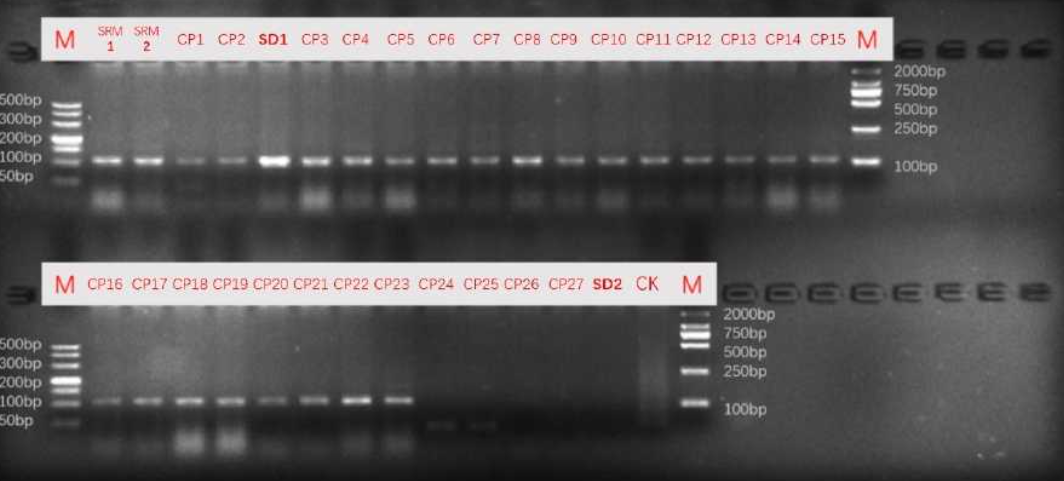 M SRM 1 SRM 2 CP1 CP2 SD1 CP3 CP4 CP5 CP6 CP7 CP8 CP9 CP10 CP11 CP12 CP13 CP14 CP15 M
500bp
300bp
200bp
100bp
50bp
2000bp
750bp
500bp
250bp
100bp
M CP16 CP17 CP18 CP19 CP20 CP21 CP22 CP23 CP24 CP25 CP26 CP27 SD2 CK M
500bp
300bp
200bp
100bp
50bp
2000bp
750bp
500bp
250bp
100bp